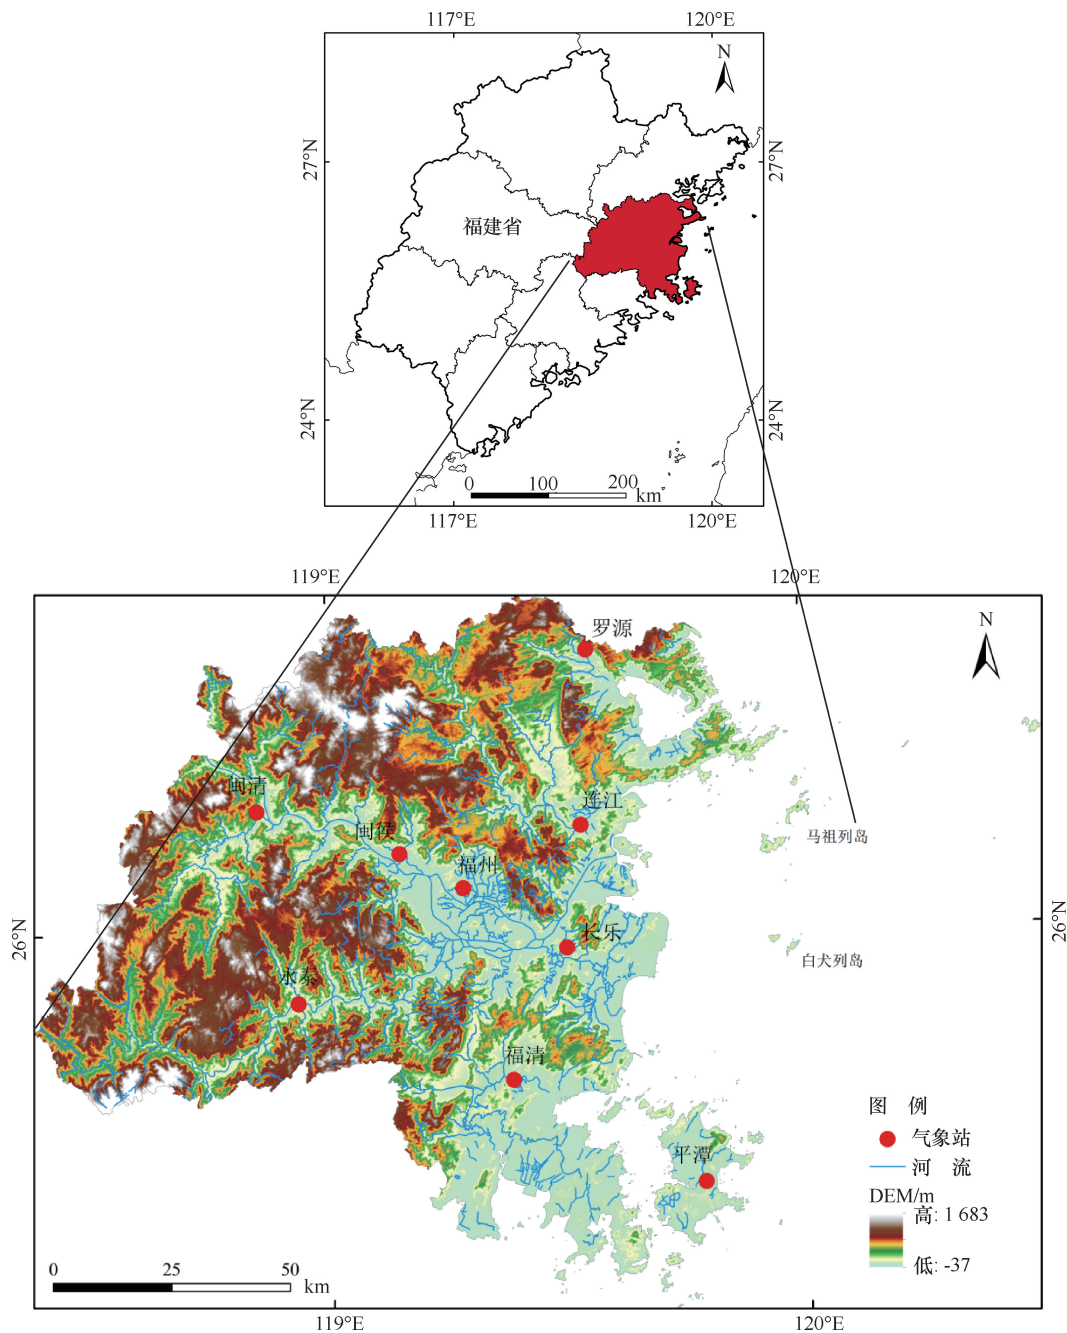 117°E
120°E
N
27°N
27°N
福建省
24°N
24°N
0
100
200
km
117°E
120°E
119°E
120°E
N
罗源
闽清
连江
闽侯
马祖列岛
福州
26°N
26°N
长乐
白犬列岛
永泰
福清
图 例
气象站
平潭
河 流
DEM/m
高: 1 683
低: -37
0
25
50
km
119°E
120°E